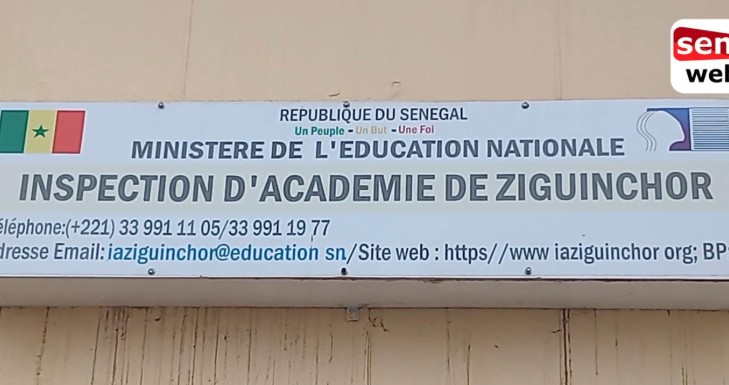 sen
web
REPUBLIQUE DU SENEGAL
Un Peuple - Un But - Une Foi
MINISTERE DE L'EDUCATION NATIONALE
INSPECTION D'ACADEMIE DE ZIGUINCHOR
éléphone:(+221) 33 991 11 05/33 991 19 77
dresse Email: iaziguinchor@education sn/Site web : https//www iaziguinchor org; BP